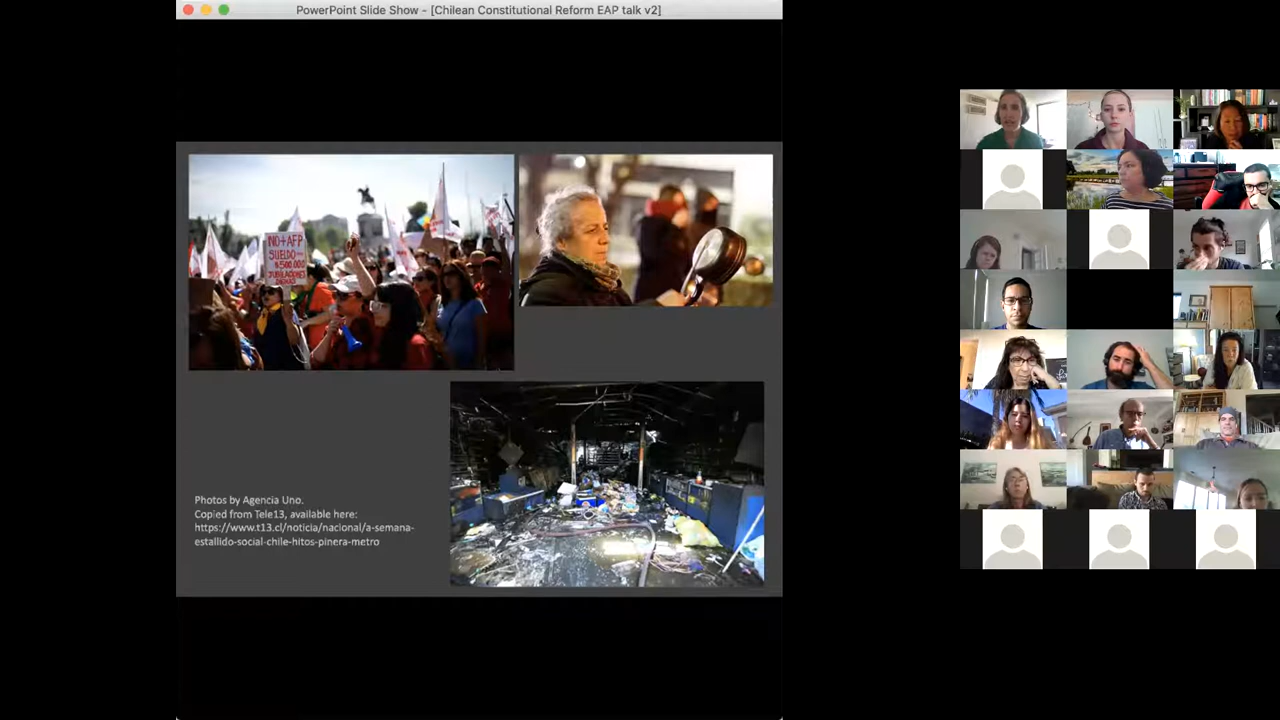 PowerPoint Slide Show - [Chilean Constitutional Reform EAP talk v2]
NO+AFP
SUELDO
$500.000
Photos by Agencia Uno.
Copied from Tele13, available here:
https://www.t13.cl/noticia/nacional/a-semana-
estallido-social-chile-hitos-pinera-metro